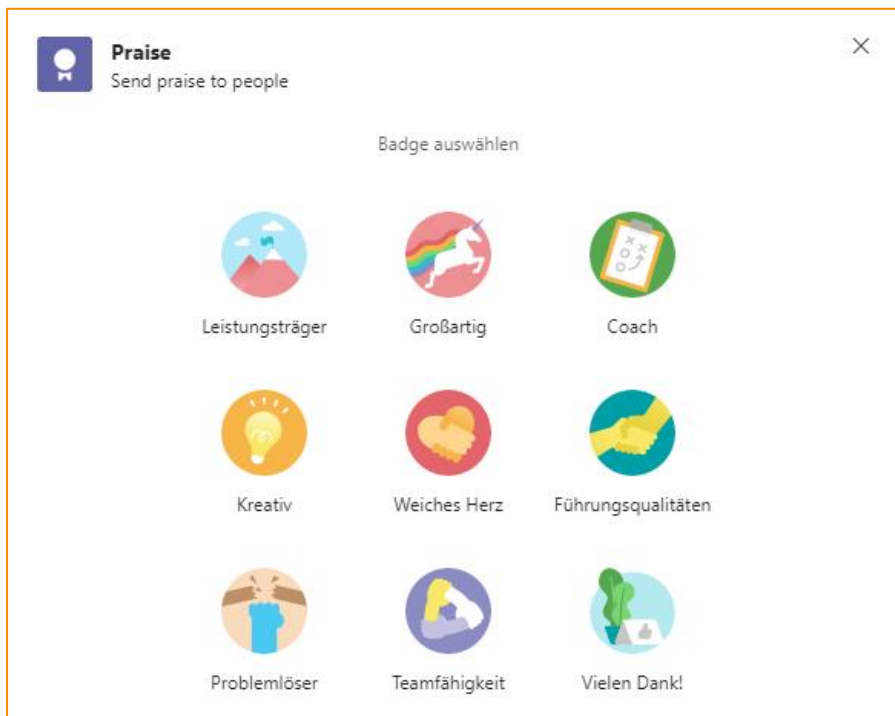 Praise
Send praise to people
Badge auswählen
Leistungsträger
Großartig
Coach
Kreativ
Weiches Herz
Führungsqualitäten
Problemlöser
Teamfähigkeit
Vielen Dank!